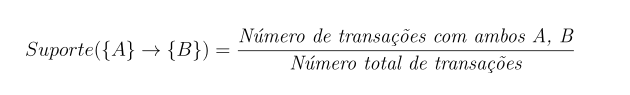 Suporte({A} → {B}) = Número de transações com ambos A, B / Número total de transações